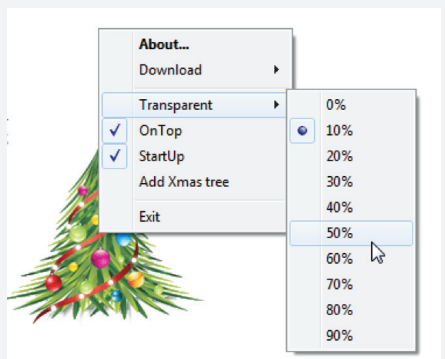 About...
Download
Transparent
OnTop
StartUp
Add Xmas tree
Exit
0%
10%
20%
30%
40%
50%
60%
70%
80%
90%